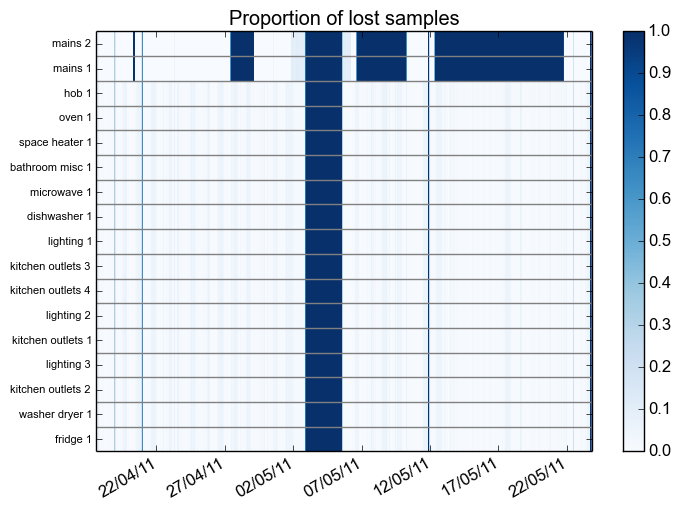 Proportion of lost samples
mains 2
mains 1
hob 1
oven 1
space heater 1
bathroom misc 1
microwave 1
dishwasher 1
lighting 1
kitchen outlets 3
kitchen outlets 4
lighting 2
kitchen outlets 1
lighting 3
kitchen outlets 2
washer dryer 1
fridge 1
22/04/11 27/04/11 02/05/11 07/05/11 12/05/11 17/05/11 22/05/11
1.0
0.9
0.8
0.7
0.6
0.5
0.4
0.3
0.2
0.1
0.0